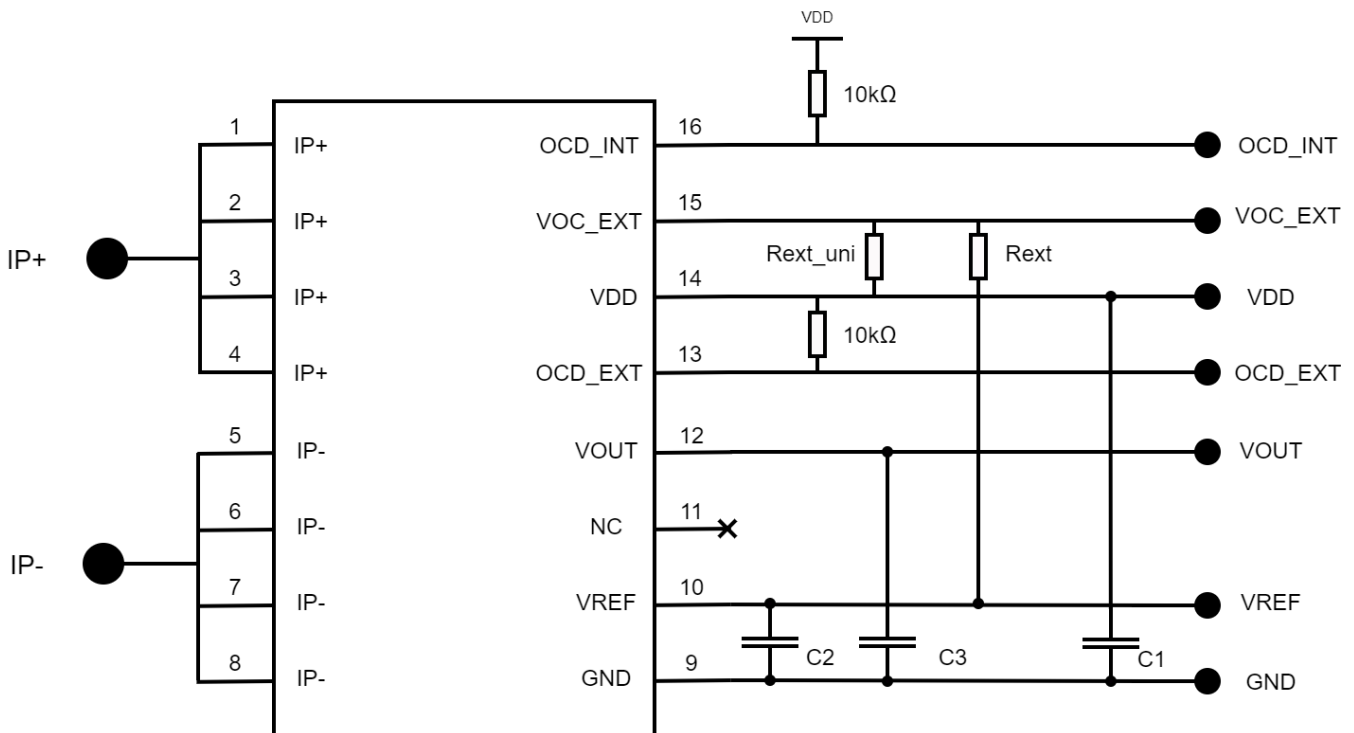 VDD
10kΩ
1 IP+ OCD_INT 16 OCD_INT
2 IP+ VOC_EXT 15 VOC_EXT
Rext_uni Rext
IP+
3 IP+ VDD 14 VDD
10kΩ
4 IP+ OCD_EXT 13 OCD_EXT
5 IP- VOUT 12 VOUT
6 IP- NC 11
IP-
7 IP- VREF 10 VREF
8 IP- GND 9 C2 C3 C1 GND